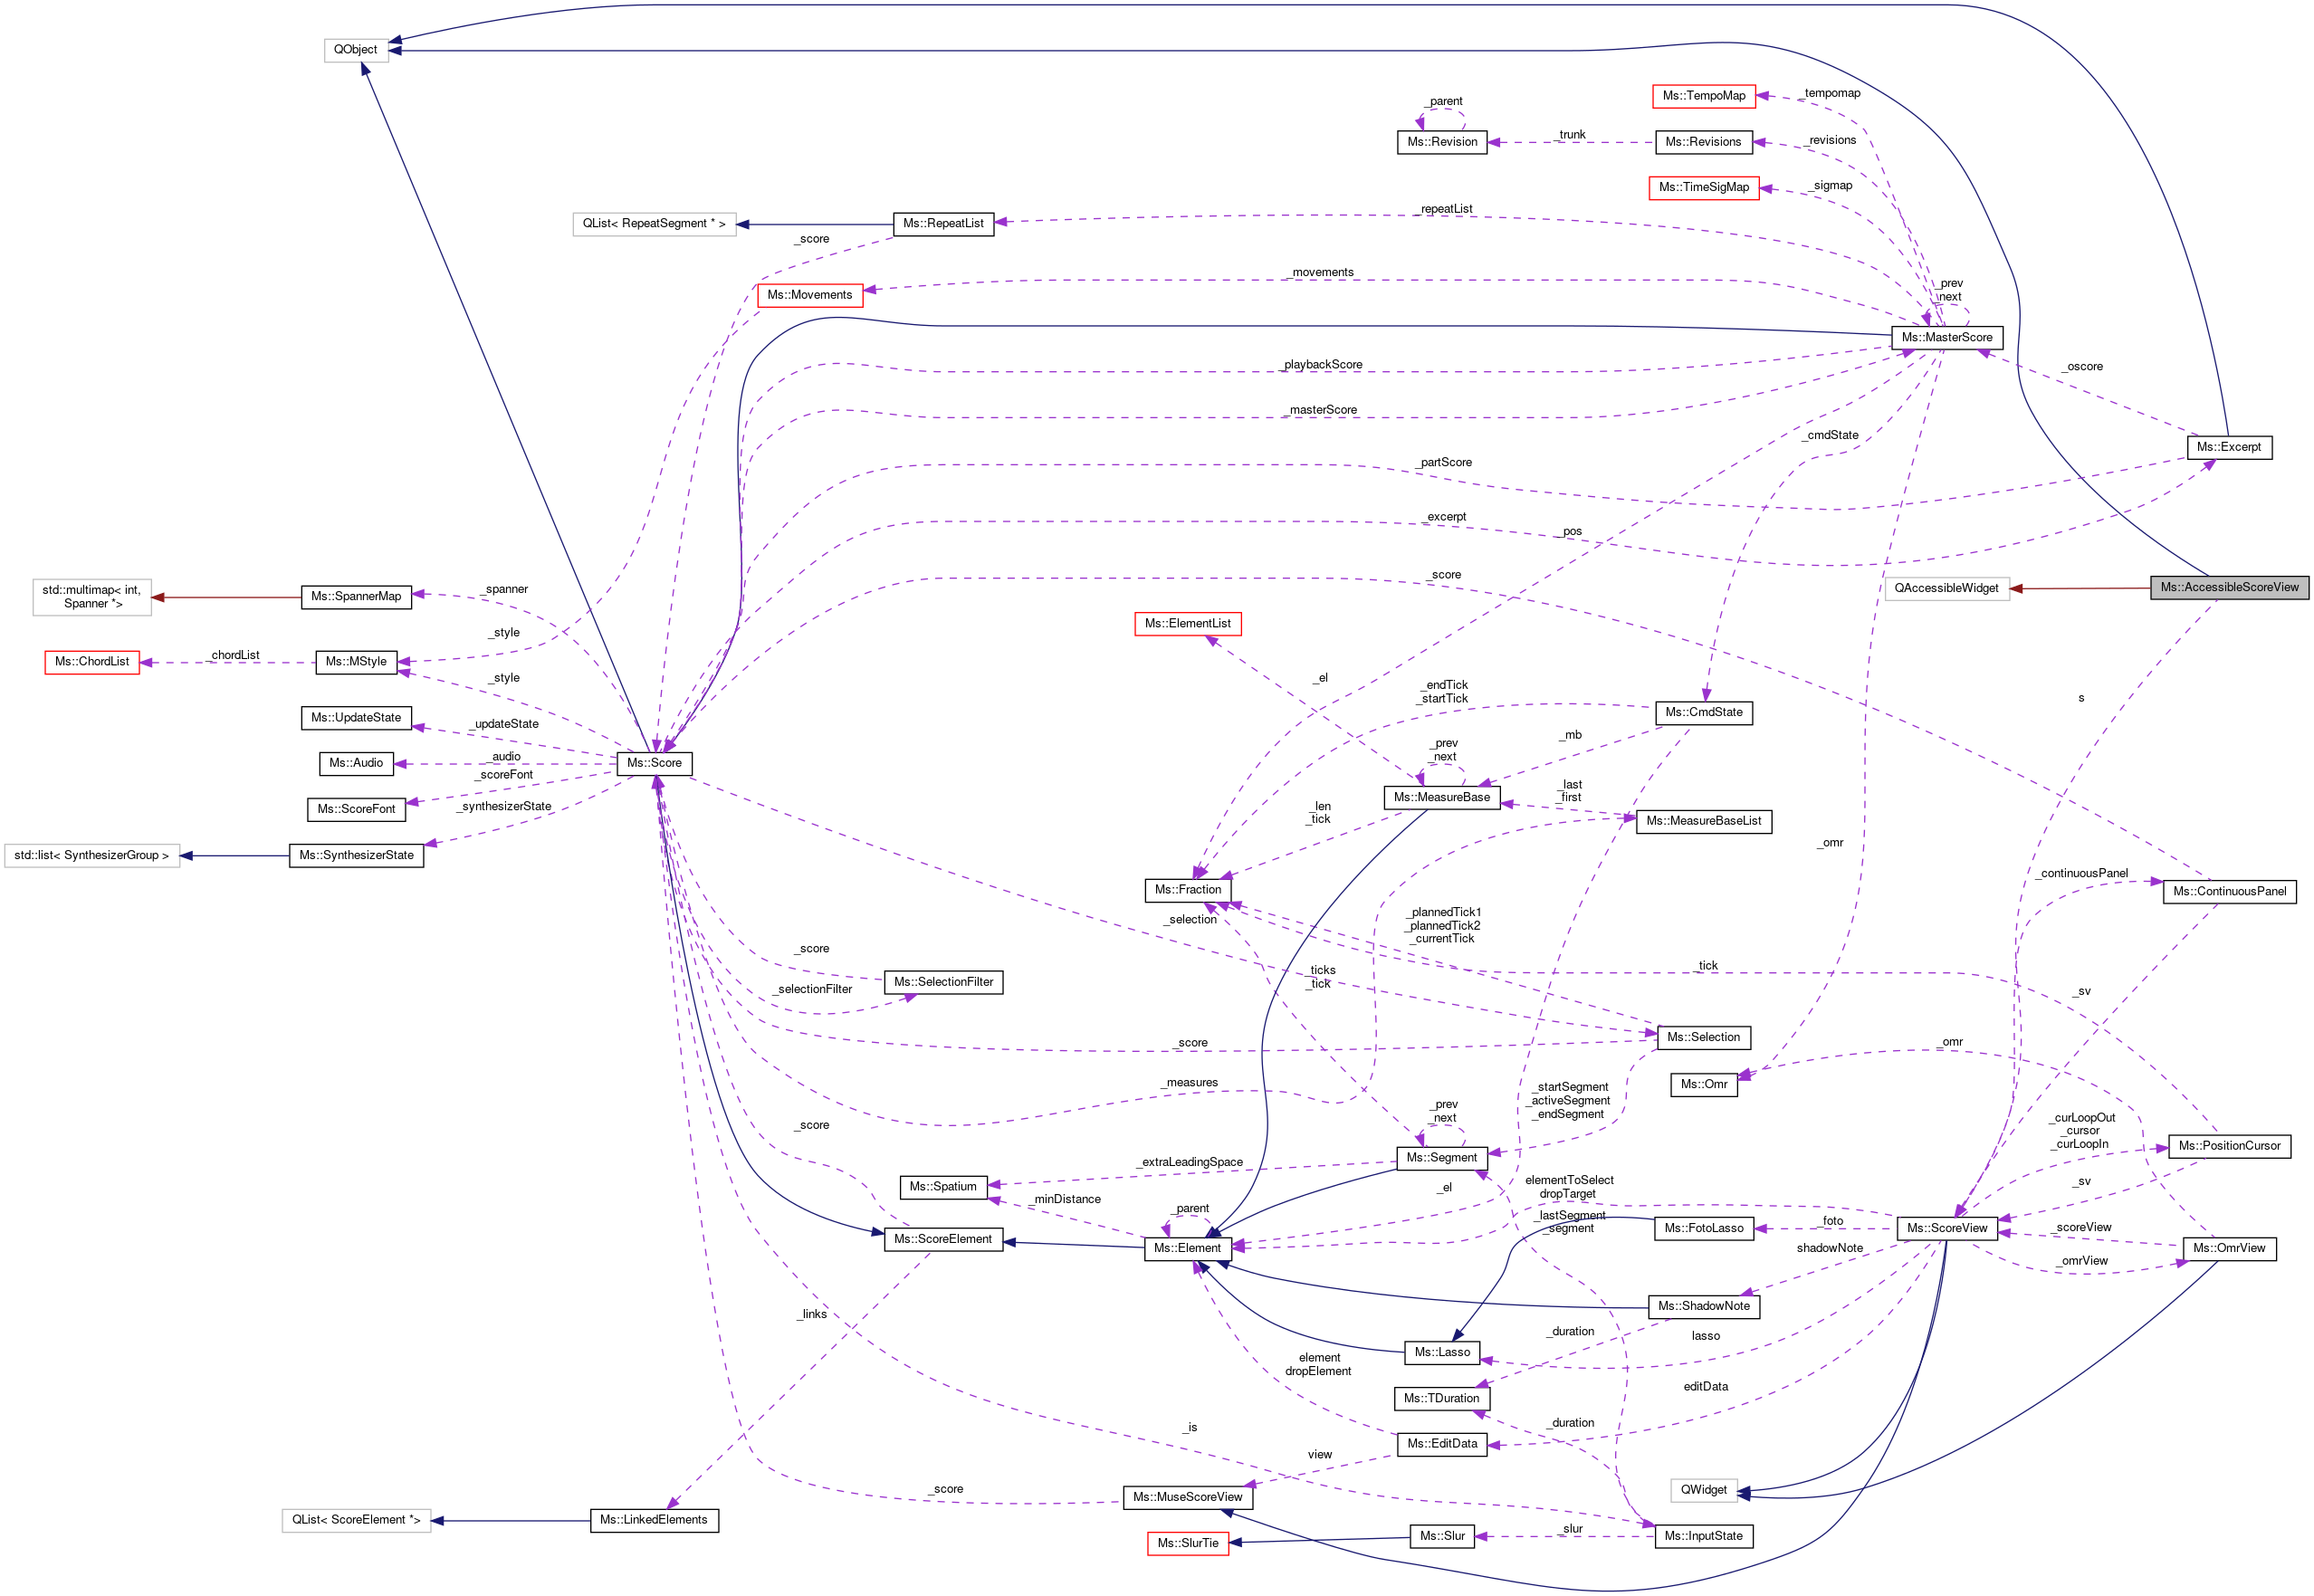 QObject
Ms::TempoMap
_tempomap
_parent
Ms::Revision
_trunk
Ms::Revisions
_revisions
Ms::TimeSigMap
_sigmap
QList< RepeatSegment * >
Ms::RepeatList
_repeatList
_score
Ms::Movements
_movements
_prev
_next
Ms::MasterScore
_playbackScore
_oscore
_masterScore
_cmdState
Ms::Excerpt
_partScore
_excerpt
_pos
_score
std::multimap< int,
Spanner *>
Ms::SpannerMap
_spanner
QAccessibleWidget
Ms::AccessibleScoreView
Ms::ElementList
_style
Ms::ChordList
_chordList
Ms::MStyle
_style
_el
_endTick
_startTick
s
Ms::UpdateState
_updateState
Ms::CmdState
_mb
Ms::Audio
_audio
Ms::Score
_prev
_next
_scoreFont
Ms::ScoreFont
Ms::MeasureBase
_last
_first
_synthesizerState
_len
_tick
Ms::MeasureBaseList
std::list< SynthesizerGroup >
Ms::SynthesizerState
_omr
_continuousPanel
Ms::Fraction
Ms::ContinuousPanel
_selection
_plannedTick1
_plannedTick2
_currentTick
_score
_ticks
_tick
_tick
Ms::SelectionFilter
_selectionFilter
_sv
Ms::Selection
_score
_omr
Ms::Omr
_measures
_startSegment
_activeSegment
_endSegment
_prev
_next
_score
_curLoopOut
_cursor
_curLoopIn
Ms::PositionCursor
Ms::Segment
_extraLeadingSpace
Ms::Spatium
_minDistance
_el
elementToSelect
dropTarget
_sv
_parent
_lastSegment
_segment
Ms::FotoLasso
_foto
Ms::ScoreView
_scoreView
Ms::ScoreElement
Ms::Element
shadowNote
Ms::OmrView
_omrView
_links
Ms::ShadowNote
_duration
lasso
Ms::Lasso
element
dropElement
editData
Ms::TDuration
_is
_duration
Ms::EditData
view
_score
Ms::MuseScoreView
QWidget
QList< ScoreElement *>
Ms::LinkedElements
Ms::SlurTie
Ms::Slur
_slur
Ms::InputState